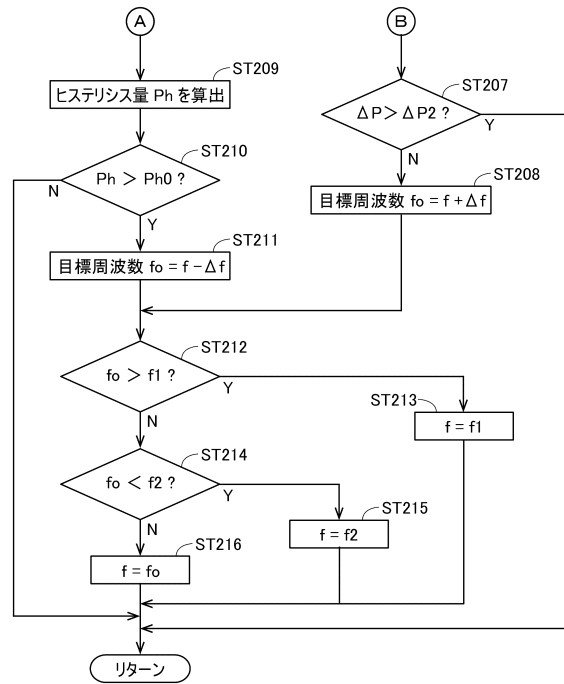 A
B
ST209
ヒステリシス量 Ph を算出
ST207
ΔP > ΔP2 ?
Y
N
ST210
Ph > Ph0 ?
N
Y
ST208
目標周波数 fo = f + Δf
ST211
目標周波数 fo = f − Δf
ST212
fo > f1 ?
Y
N
ST213
f = f1
ST214
fo < f2 ?
Y
N
ST215
f = f2
ST216
f = fo
リターン